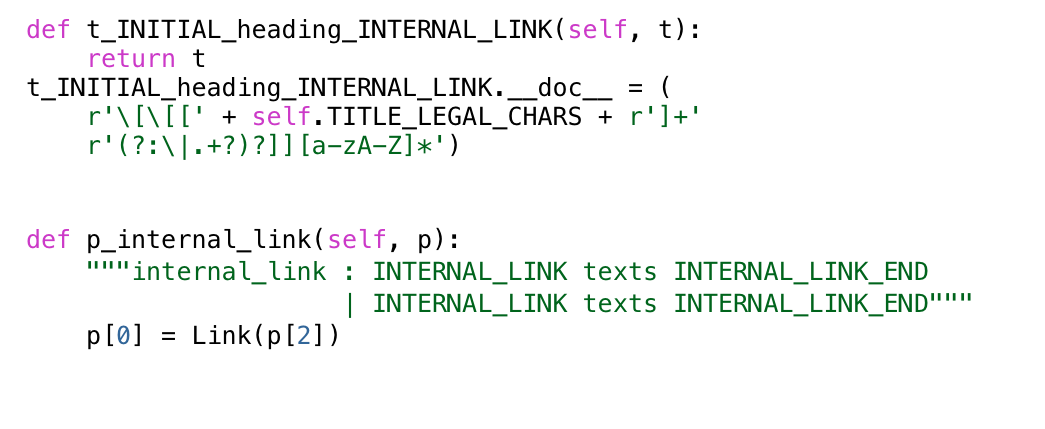 def t_INITIAL_heading_INTERNAL_LINK(self, t):
    return t
t_INITIAL_heading_INTERNAL_LINK.__doc__ = (
    r'\[\[[' + self.TITLE_LEGAL_CHARS + r']+'
    r'(?:\|.+?)?]][a-zA-Z]*')
def p_internal_link(self, p):
    """internal_link : INTERNAL_LINK texts INTERNAL_LINK_END
                     | INTERNAL_LINK texts INTERNAL_LINK_END"""
    p[0] = Link(p[2])